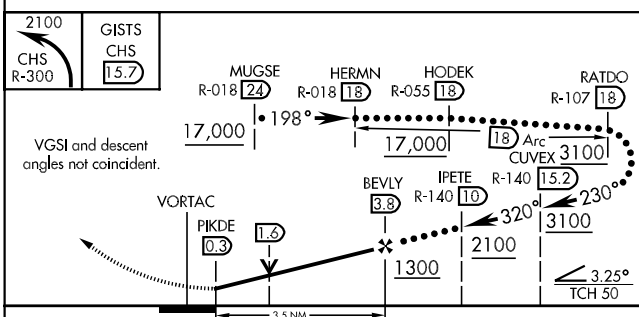 2100
CHS
R-300
GISTS
CHS
15.7
MUGSE
R-018 24
HERMN
R-018 18
HODEK
R-055 18
RATDO
R-107 18
198°
17,000
17,000
18 Arc
3100
VGSI and descent
angles not coincident.
CUVEX
R-140 15.2
230°
3100
IPETE
R-140 10
320°
2100
BEVLY
3.8
1300
VORTAC
PIKDE
0.3
1.6
3.25°
TCH 50
3.5 NM